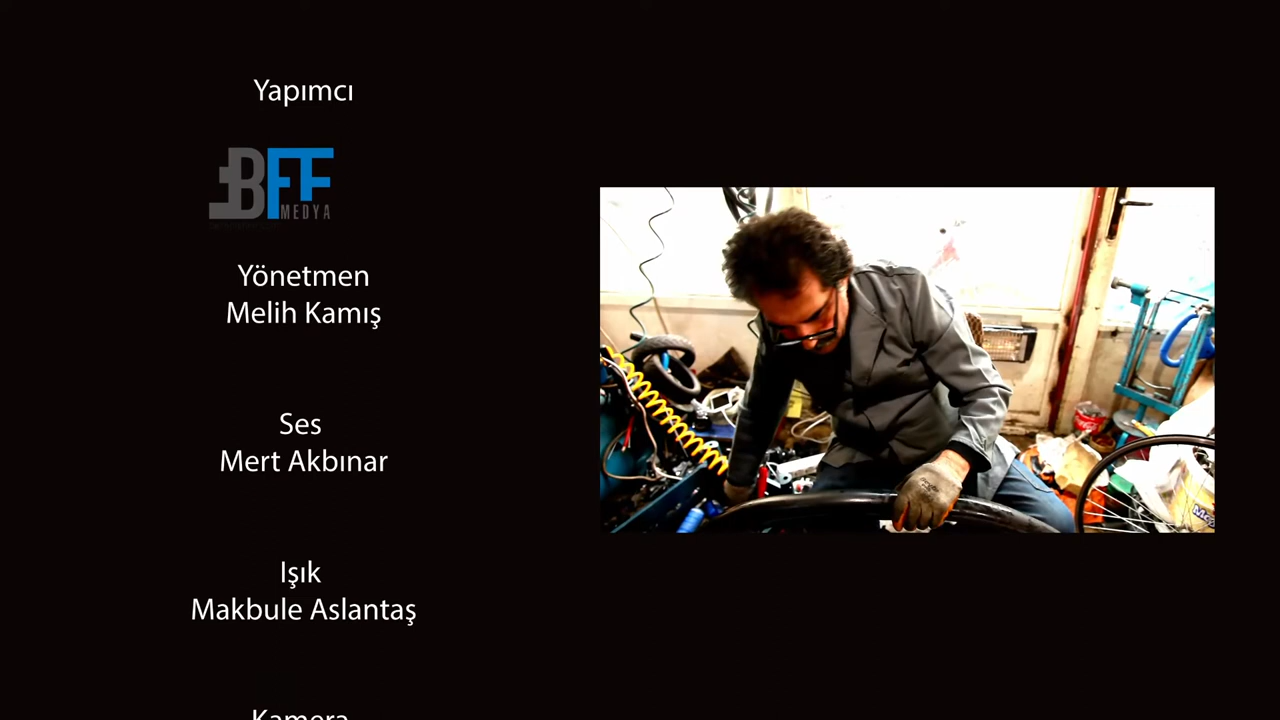 Yapımcı
BFF
MEDYA
Yönetmen
Melih Kamış
Ses
Mert Akbınar
Işık
Makbule Aslantaş
Kamera